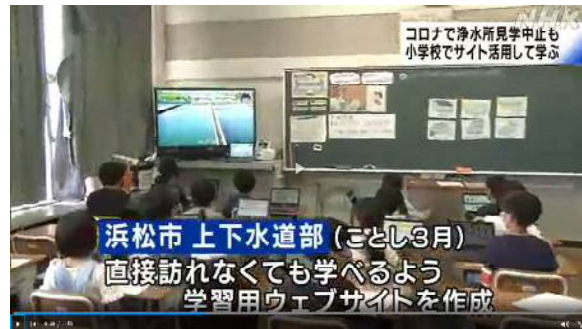 NHK
コロナで浄水所見学中止も
小学校でサイト活用して学ぶ
浜松市 上下水道部 (ことし3月)
直接訪れなくても学べるよう
学習用ウェブサイトを作成